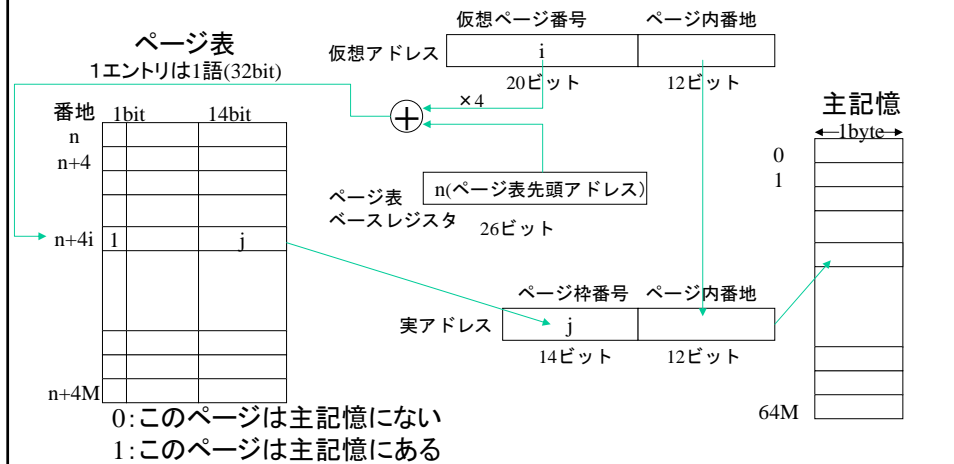 仮想ページ番号 ページ内番地
仮想アドレス i
20ビット 12ビット
ページ表
1エントリは1語(32bit)
×4
番地 1bit 14bit
n
n+4
n+4i 1 j
n+4M
+
n(ページ表先頭アドレス)
ページ表
ベースレジスタ 26ビット
主記憶
1byte
0
1
64M
ページ枠番号 ページ内番地
実アドレス j
14ビット 12ビット
0:このページは主記憶にない
1:このページは主記憶にある